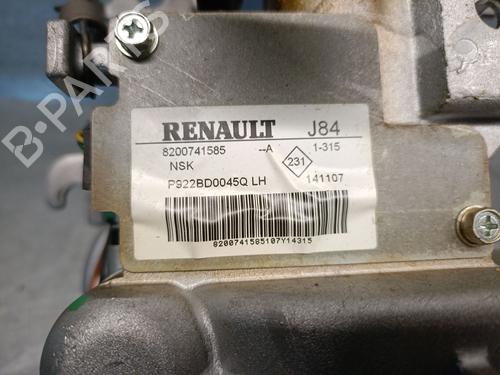 RENAULT J84
8200741585 --A 1-315
NSK 231
P922BD0045Q LH 141107
8200741585107Y14315
B-PARTS